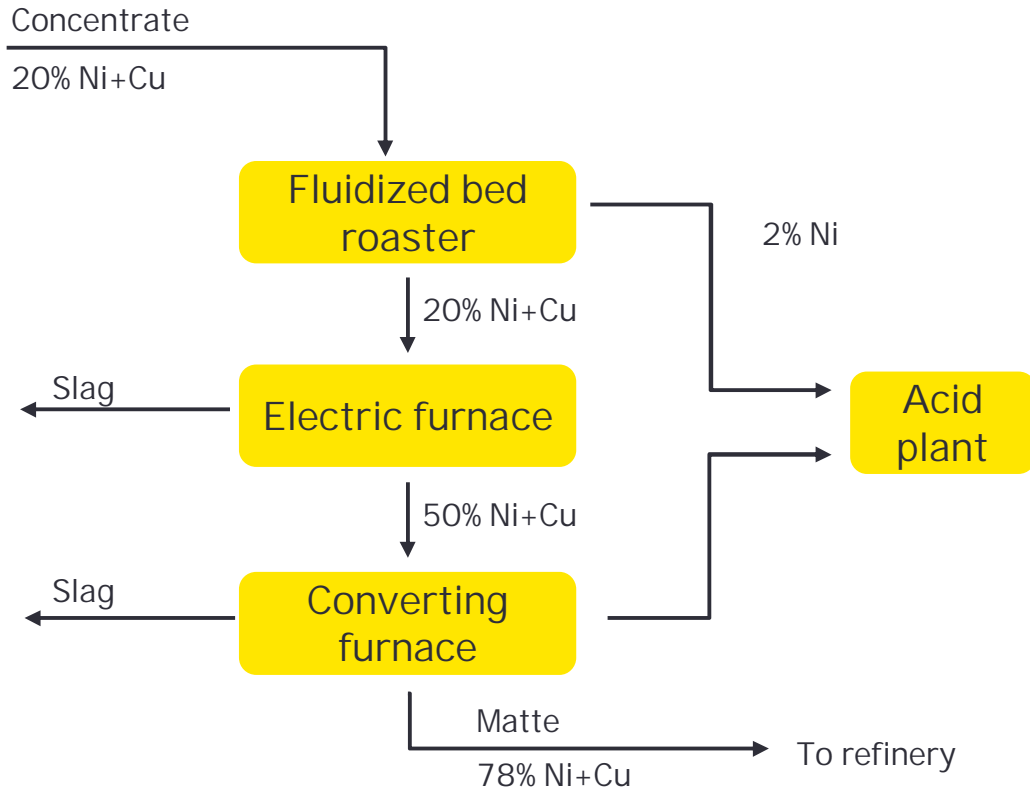 Concentrate
20% Ni+Cu
Fluidized bed
roaster
2% Ni
20% Ni+Cu
Slag
Electric furnace
Acid
plant
50% Ni+Cu
Slag
Converting
furnace
Matte
To refinery
78% Ni+Cu